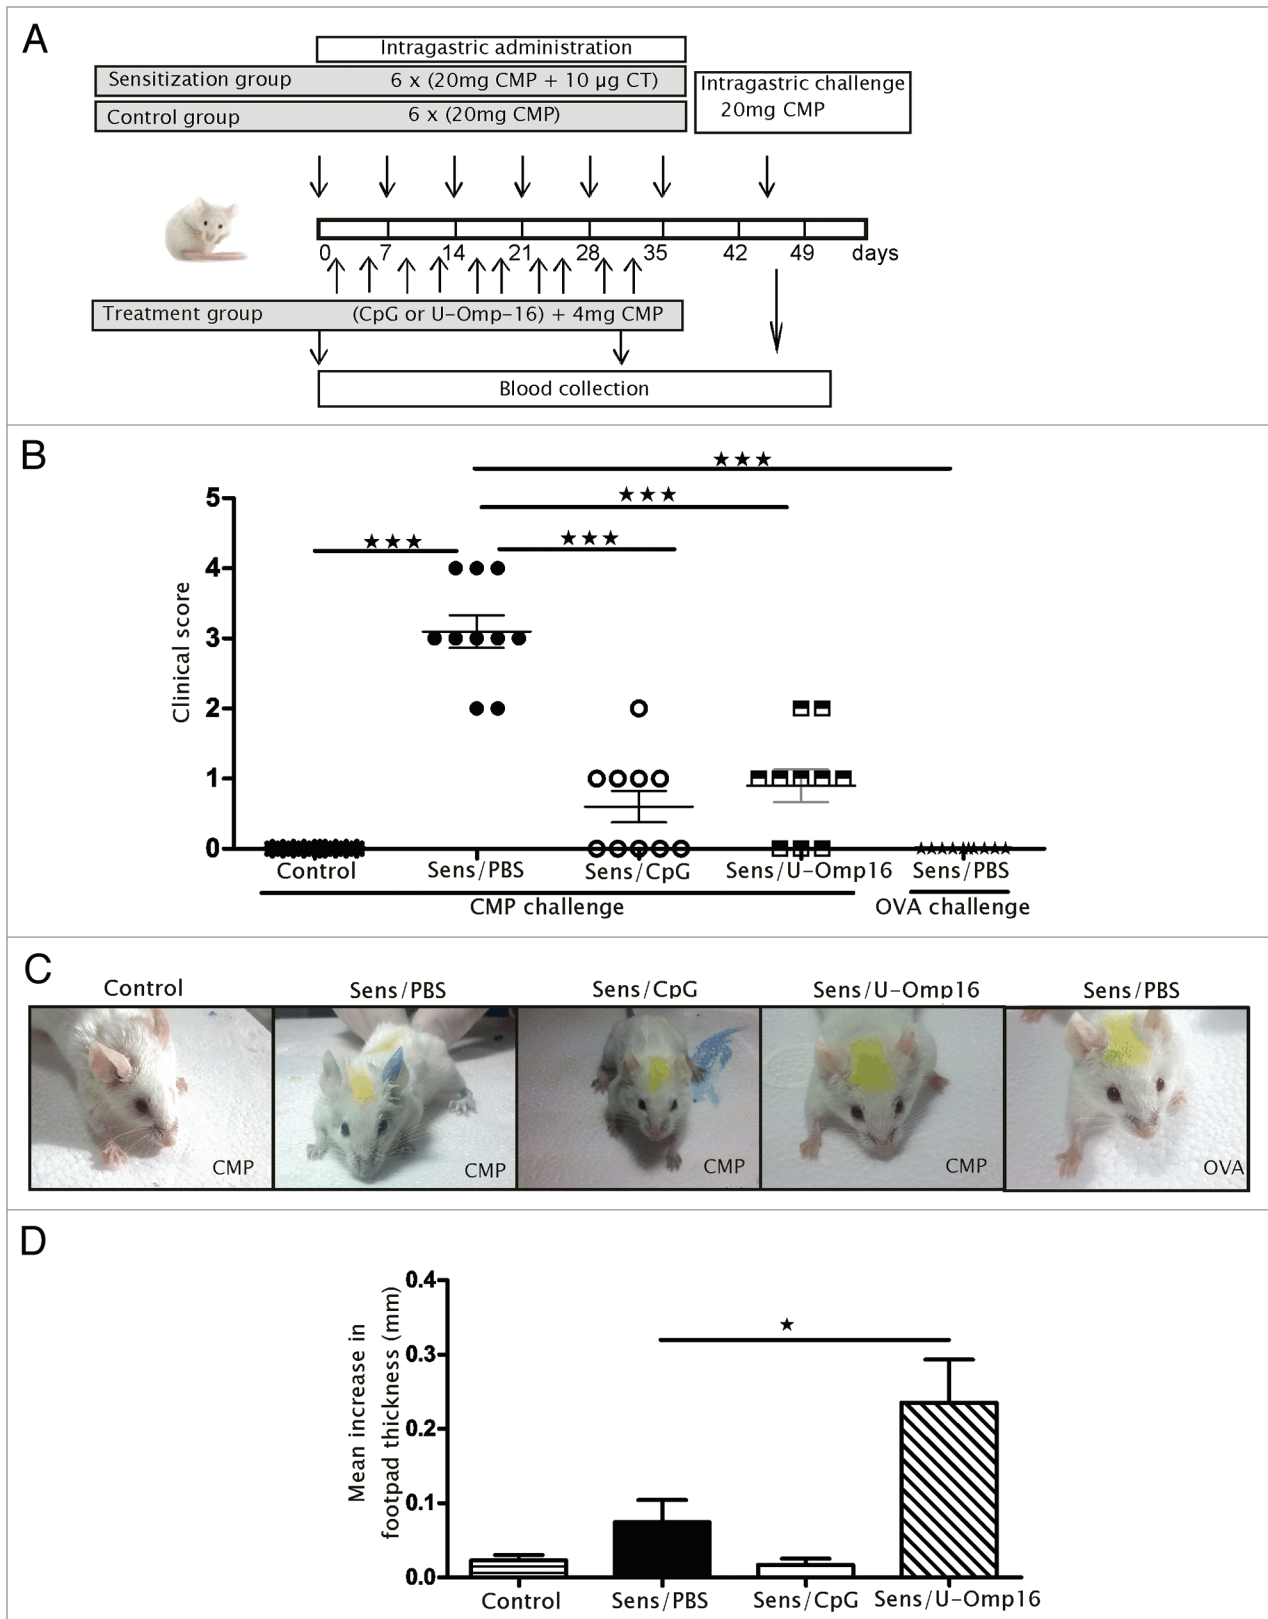 A
Intragastric administration
Sensitization group 6 x (20mg CMP + 10 µg CT)
Control group 6 x (20mg CMP)
Intragastric challenge
20mg CMP
0 7 14 21 28 35 42 49 days
Treatment group (CpG or U-Omp-16) + 4mg CMP
Blood collection
B
★★★
★★★
★★★ ★★★
Clinical score
5
4
3
2
1
0
Control Sens/PBS Sens/CpG Sens/U-Omp16 Sens/PBS
CMP challenge OVA challenge
C
Control Sens/PBS Sens/CpG Sens/U-Omp16 Sens/PBS
CMP CMP CMP CMP OVA
D
Mean increase in
footpad thickness (mm)
0.4
0.3
0.2
0.1
0.0
★
Control Sens/PBS Sens/CpG Sens/U-Omp16